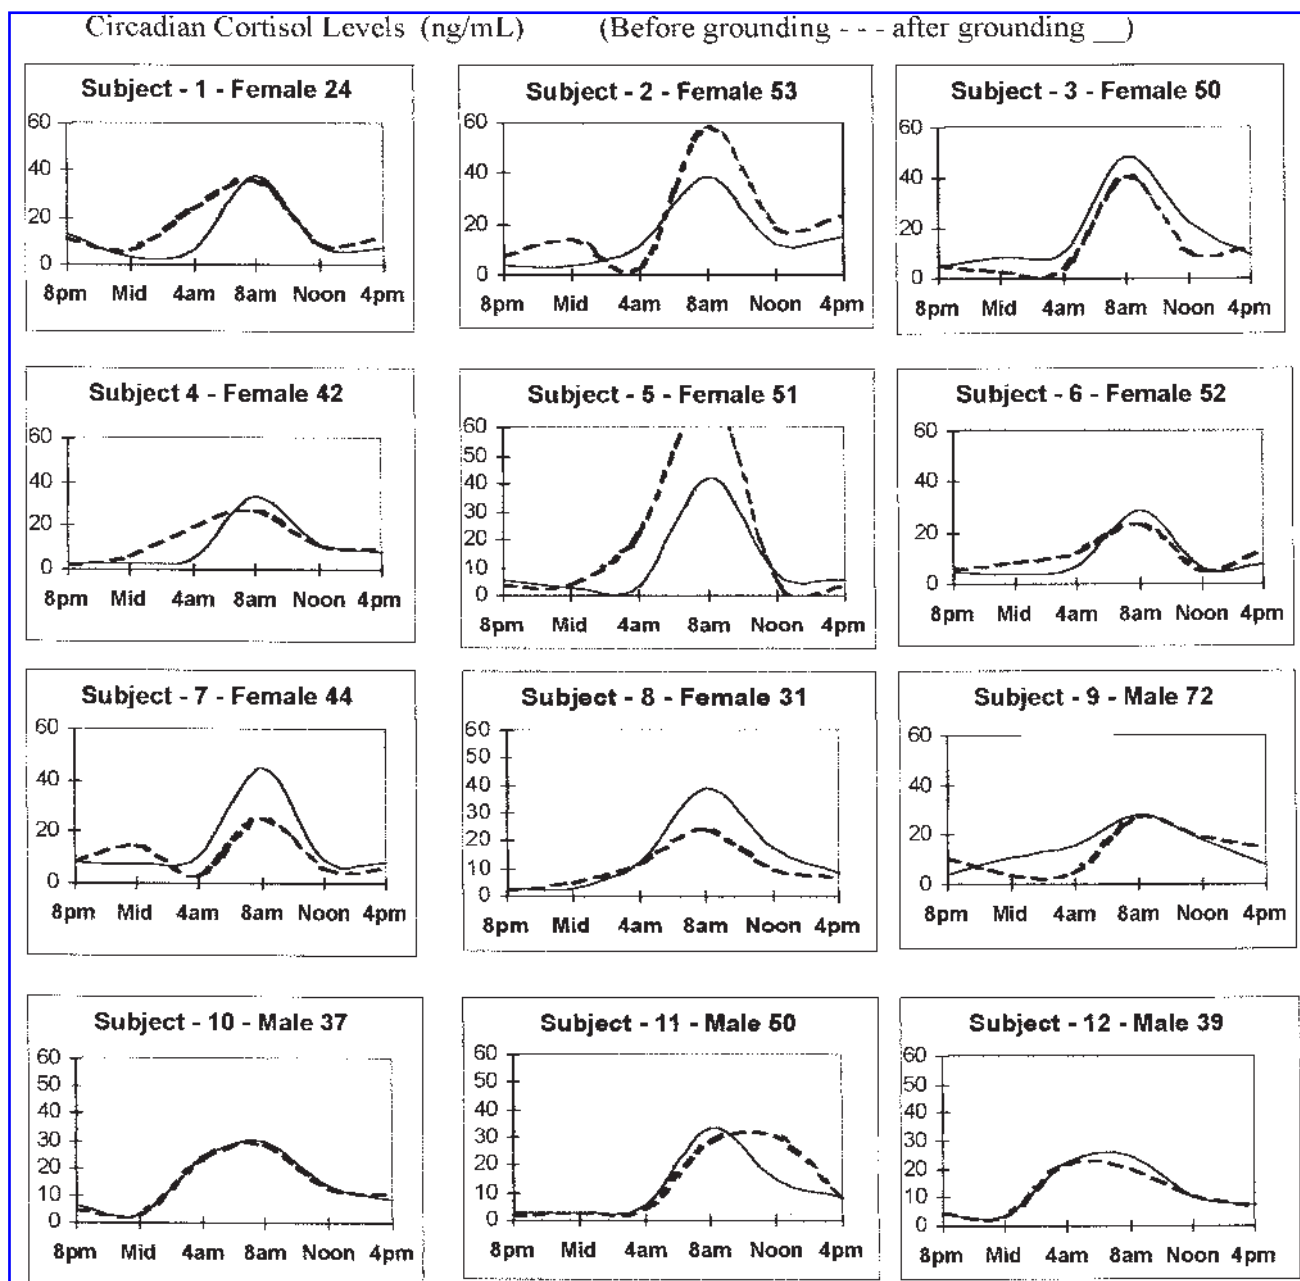 Circadian Cortisol Levels (ng/mL) (Before grounding - - - after grounding __)
Subject - 1 - Female 24
60
40
20
0
8pm Mid 4am 8am Noon 4pm
Subject - 2 - Female 53
60
40
20
0
8pm Mid 4am 8am Noon 4pm
Subject - 3 - Female 50
60
40
20
0
8pm Mid 4am 8am Noon 4pm
Subject 4 - Female 42
60
40
20
0
8pm Mid 4am 8am Noon 4pm
Subject - 5 - Female 51
60
50
40
30
20
10
0
8pm Mid 4am 8am Noon 4pm
Subject - 6 - Female 52
60
40
20
0
8pm Mid 4am 8am Noon 4pm
Subject - 7 - Female 44
60
40
20
0
8pm Mid 4am 8am Noon 4pm
Subject - 8 - Female 31
60
50
40
30
20
10
0
8pm Mid 4am 8am Noon 4pm
Subject - 9 - Male 72
60
40
20
0
8pm Mid 4am 8am Noon 4pm
Subject - 10 - Male 37
60
50
40
30
20
10
0
8pm Mid 4am 8am Noon 4pm
Subject - 11 - Male 50
60
50
40
30
20
10
0
8pm Mid 4am 8am Noon 4pm
Subject - 12 - Male 39
60
50
40
30
20
10
0
8pm Mid 4am 8am Noon 4pm